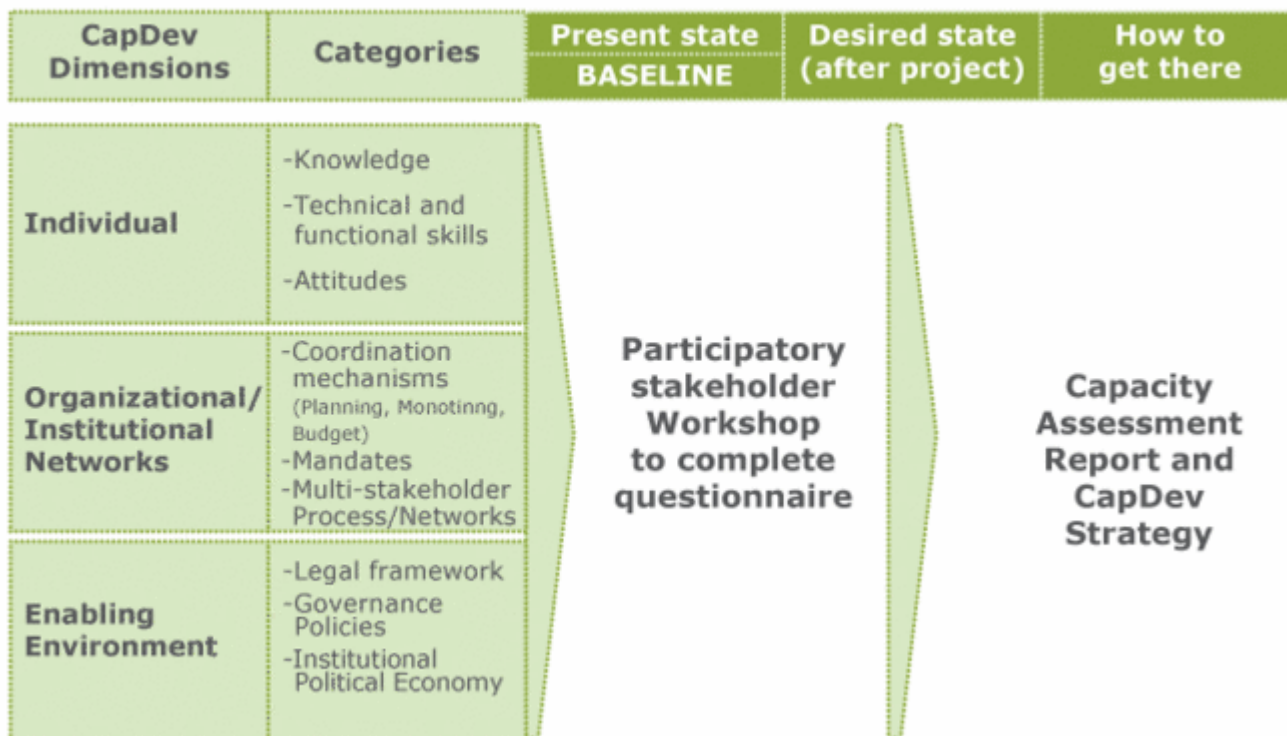 CapDev
Dimensions
Categories
Present state
BASELINE
Desired state
(after project)
How to
get there
Individual
-Knowledge
-Technical and
functional skills
-Attitudes
Organizational/
Institutional
Networks
-Coordination
mechanisms
(Planning, Monotinng,
Budget)
-Mandates
-Multi-stakeholder
Process/Networks
Enabling
Environment
-Legal framework
-Governance
Policies
-Institutional
Political Economy
Participatory
stakeholder
Workshop
to complete
questionnaire
Capacity
Assessment
Report and
CapDev
Strategy